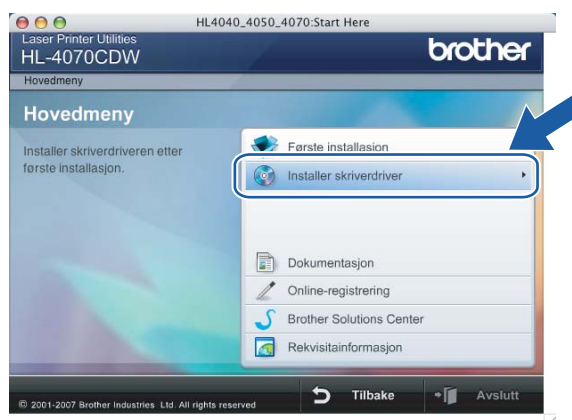 HL4040_4050_4070:Start Here
Laser Printer Utilities
HL-4070CDW
brother
Hovedmeny
Hovedmeny
Installer skriverdriveren etter
første installasjon.
Første installasjon
Installer skriverdriver
Dokumentasjon
Online-registrering
Brother Solutions Center
Rekvisitainformasjon
© 2001-2007 Brother Industries Ltd. All rights reserved
Tilbake
Avslutt